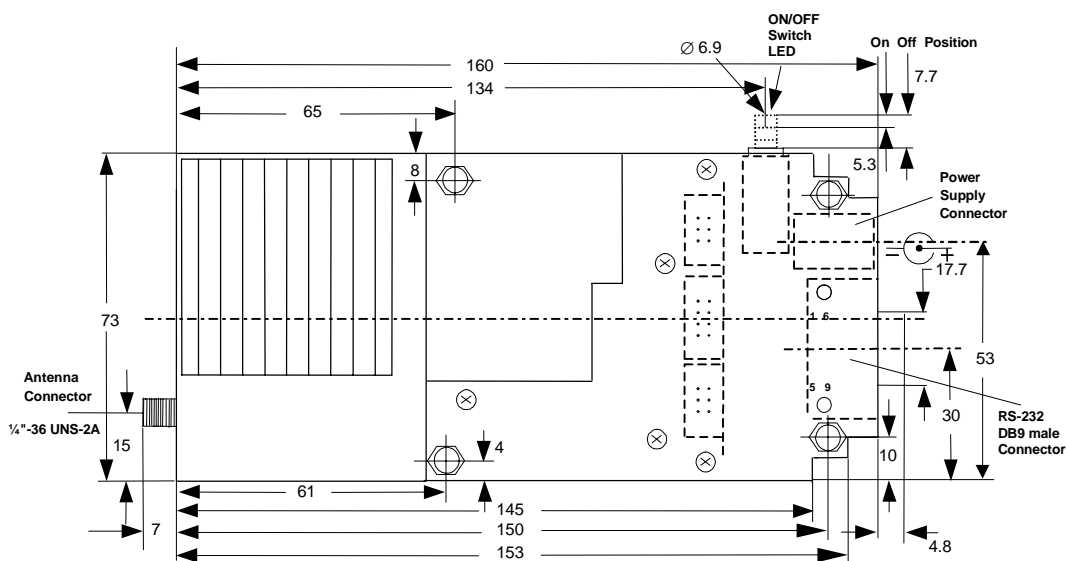 ON/OFF
Switch
LED
On Off Position
Ø 6.9
7.7
160
134
65
8
5.3
Power
Supply
Connector
17.7
1 6
73
53
Antenna
Connector
¼"-36 UNS-2A
15
5 9
30
RS-232
DB9 male
Connector
4
10
61
145
7
150
4.8
153